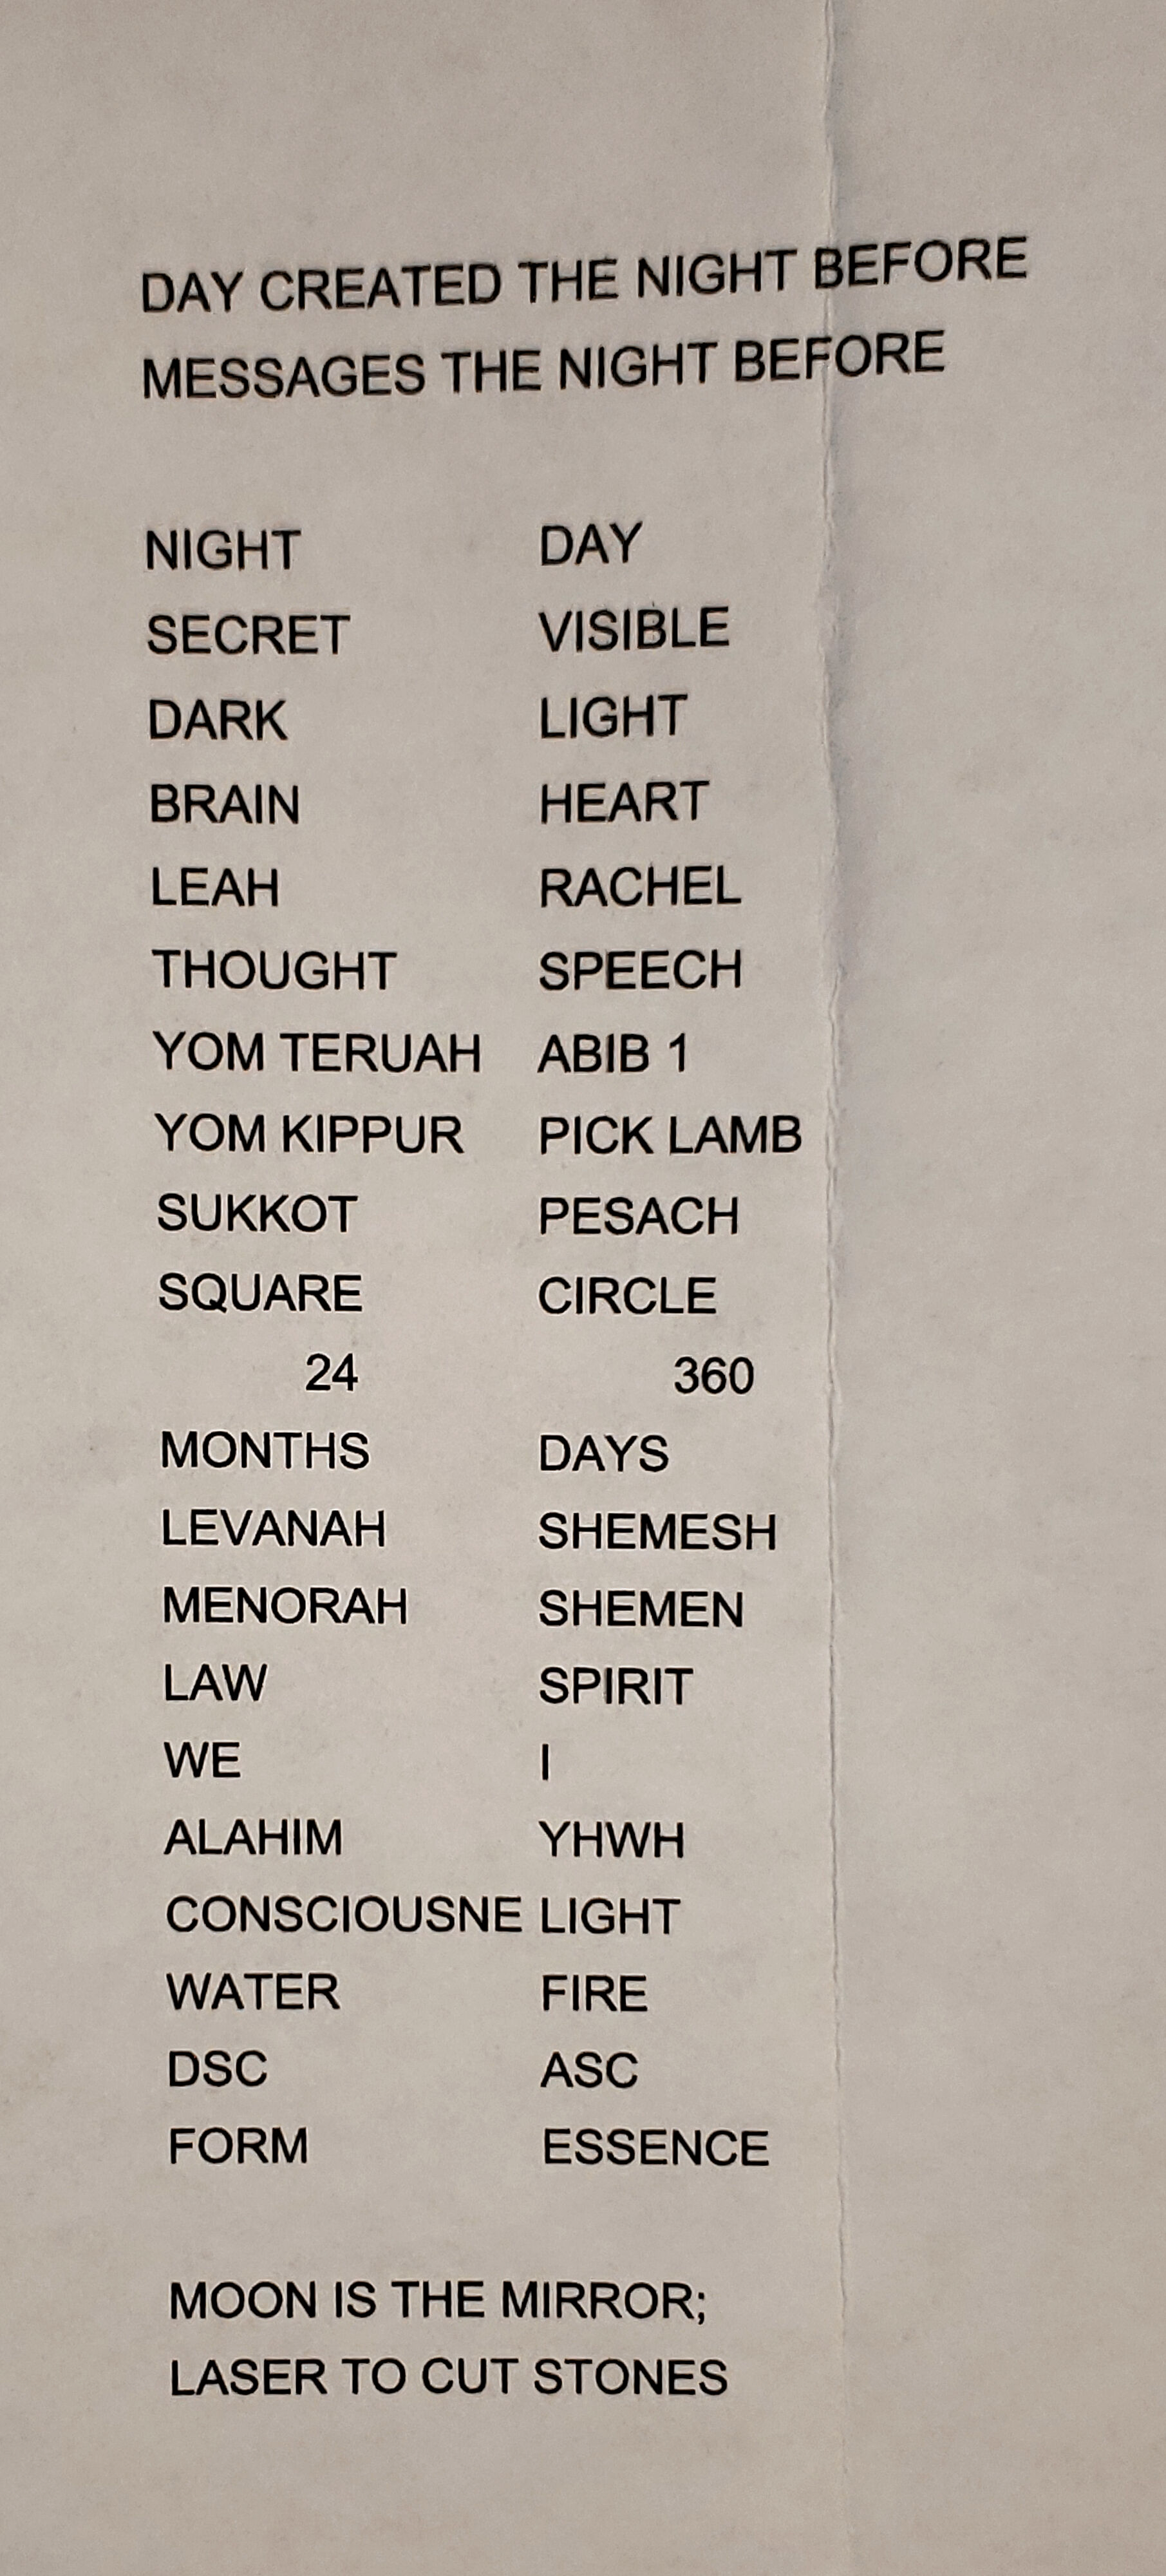 DAY CREATED THE NIGHT BEFORE
MESSAGES THE NIGHT BEFORE
NIGHT DAY
SECRET VISIBLE
DARK LIGHT
BRAIN HEART
LEAH RACHEL
THOUGHT SPEECH
YOM TERUAH ABIB 1
YOM KIPPUR PICK LAMB
SUKKOT PESACH
SQUARE CIRCLE
24 360
MONTHS DAYS
LEVANAH SHEMESH
MENORAH SHEMEN
LAW SPIRIT
WE I
ALAHIM YHWH
CONSCIOUSNE LIGHT
WATER FIRE
DSC ASC
FORM ESSENCE
MOON IS THE MIRROR;
LASER TO CUT STONES